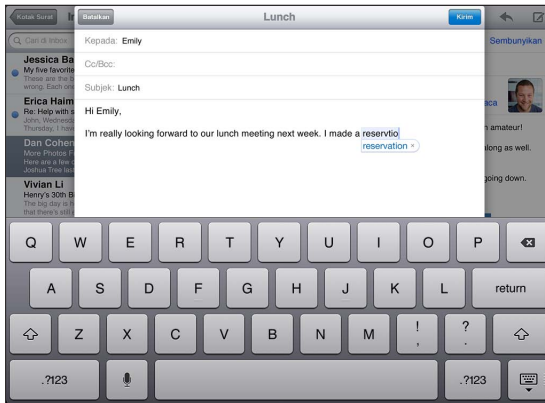 Kotak Surat
Batalkan
Lunch
Kirim
Cari di Inbox
Sembunyikan
Kepada: Emily
Cc/Bcc:
Subjek: Lunch
Hi Emily,
I'm really looking forward to our lunch meeting next week. I made a reservtio
reservation ×
Jessica Ba
My five favorite
These are the b
wrong. Each one
Erica Haim
Re: Help with s
John, Wednesd
Thursday, I hav
Dan Cohen
More Photos F
Here are a few
Joshua Tree las
Vivian Li
Henry's 30th B
The big day is
that there's still
aca
amateur!
along as well.
going down.
Q W E R T Y U I O P
A S D F G H J K L return
Z X C V B N M ! , ? .
.?123 .?123